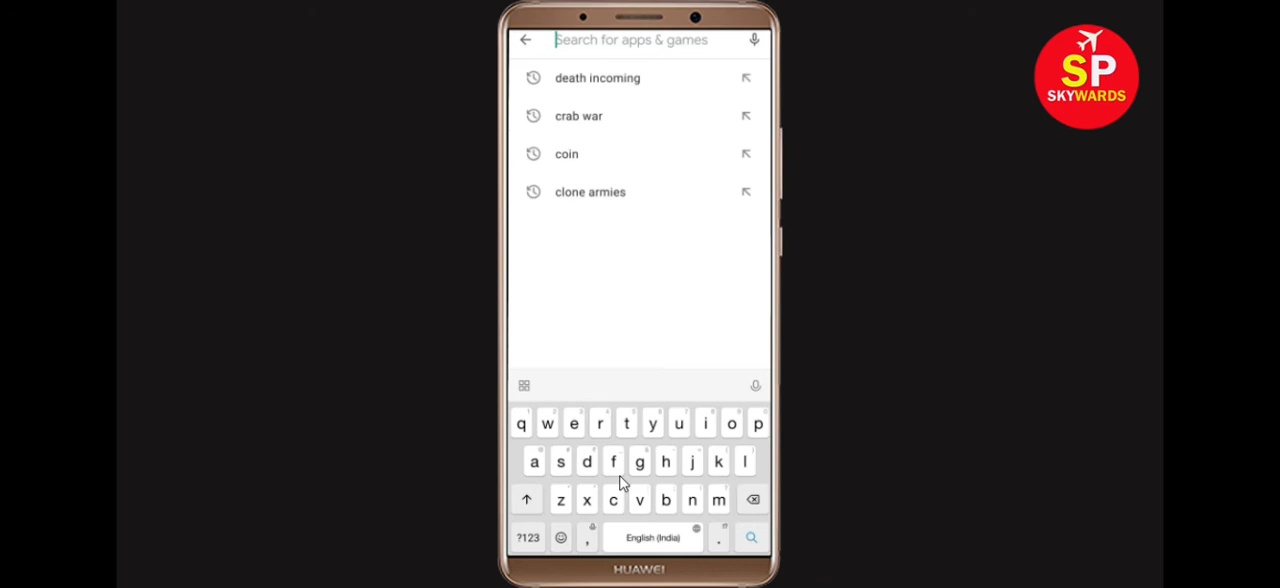 Search for apps & games
SP
SKYWARDS
death incoming
crab war
coin
clone armies
q w e r t y u i o p
a s d f g h j k l
z x c v b n m
?123 , English (India) .
HUAWEI